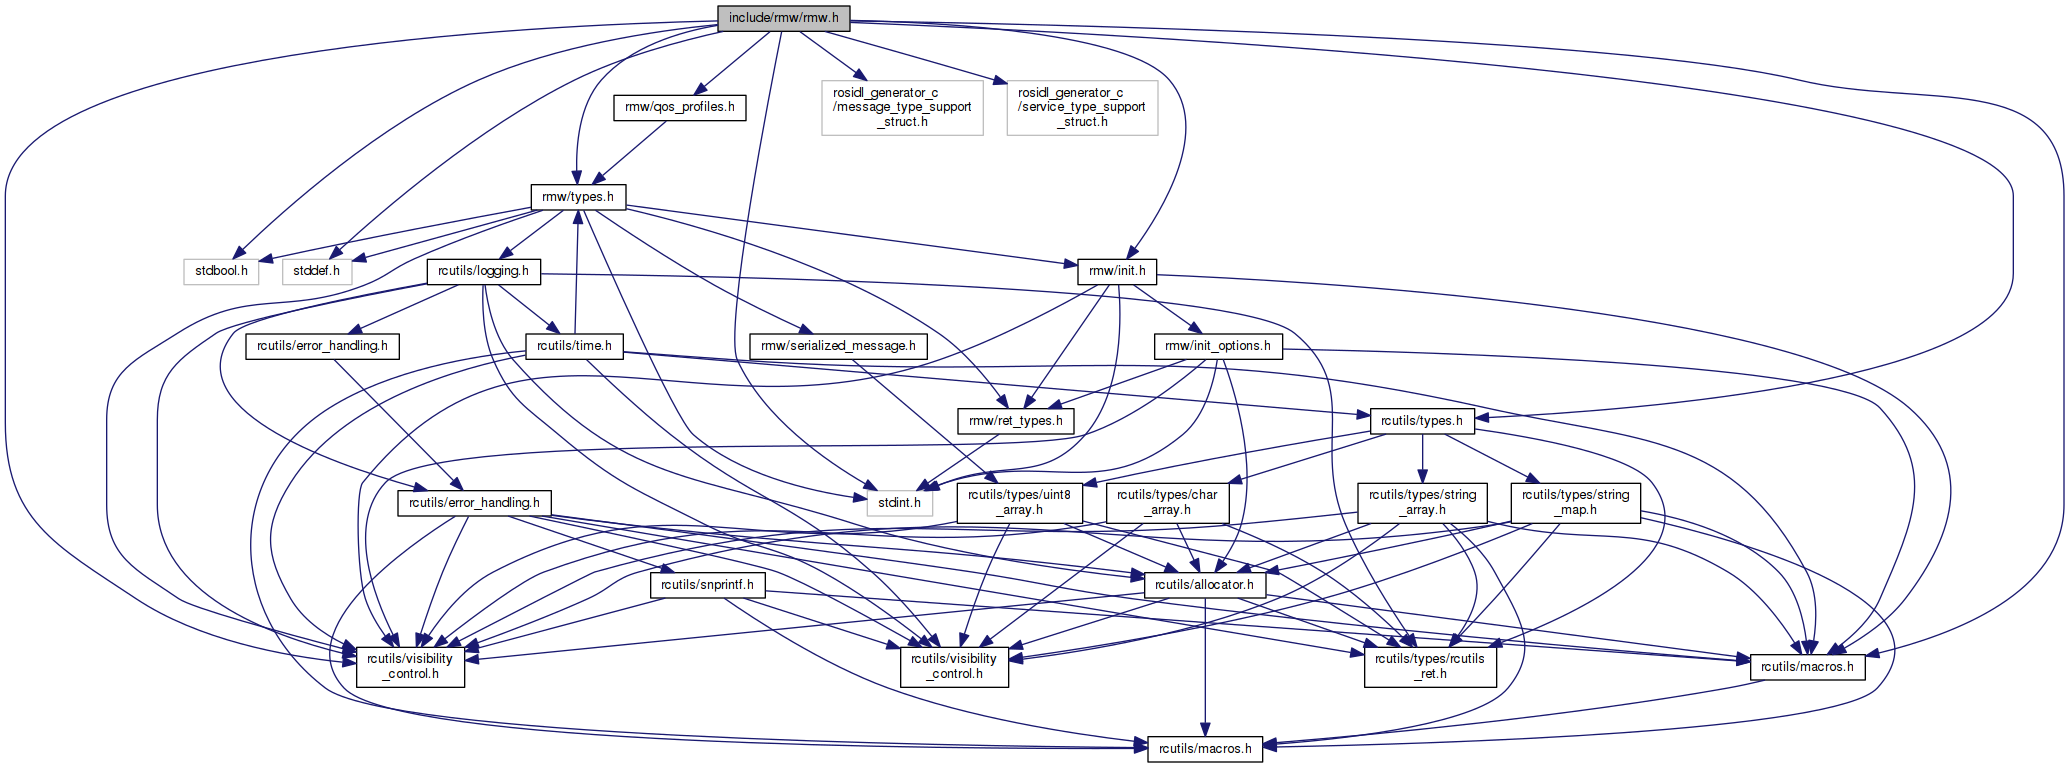 include/rmw/rmw.h
rosidl_generator_c
/message_type_support
_struct.h
rosidl_generator_c
/service_type_support
_struct.h
rmw/qos_profiles.h
rmw/types.h
stdbool.h
stddef.h
rcutils/logging.h
rmw/init.h
rcutils/error_handling.h
rcutils/time.h
rmw/serialized_message.h
rmw/init_options.h
rmw/ret_types.h
rcutils/types.h
rcutils/error_handling.h
stdint.h
rcutils/types/uint8
_array.h
rcutils/types/char
_array.h
rcutils/types/string
_array.h
rcutils/types/string
_map.h
rcutils/snprintf.h
rcutils/allocator.h
rcutils/visibility
_control.h
rcutils/visibility
_control.h
rcutils/types/rcutils
_ret.h
rcutils/macros.h
rcutils/macros.h